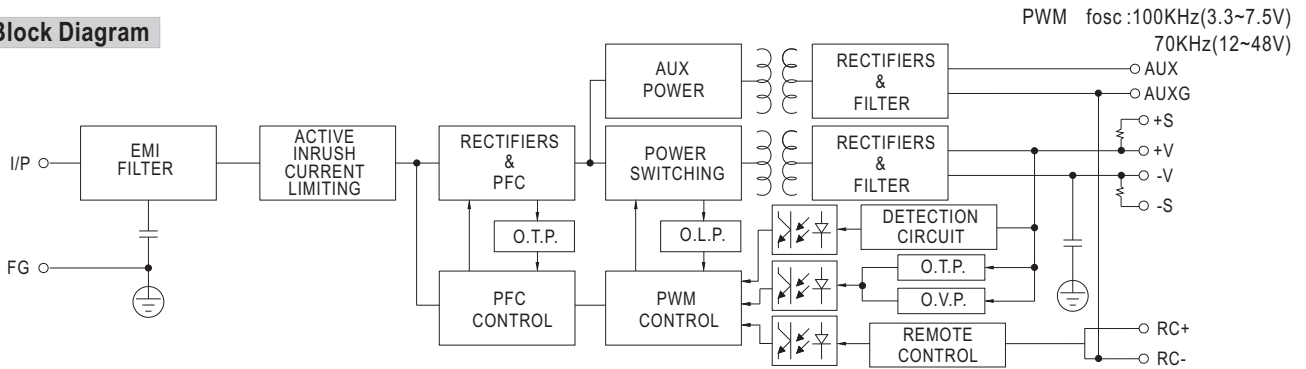 Block Diagram
PWM fosc :100KHz(3.3~7.5V)
70KHz(12~48V)
I/P
EMI
FILTER
ACTIVE
INRUSH
CURRENT
LIMITING
RECTIFIERS
&
PFC
AUX
POWER
RECTIFIERS
&
FILTER
AUX
AUXG
POWER
SWITCHING
RECTIFIERS
&
FILTER
+S
+V
-V
-S
O.T.P.
O.L.P.
DETECTION
CIRCUIT
FG
PFC
CONTROL
PWM
CONTROL
O.T.P.
O.V.P.
REMOTE
CONTROL
RC+
RC-